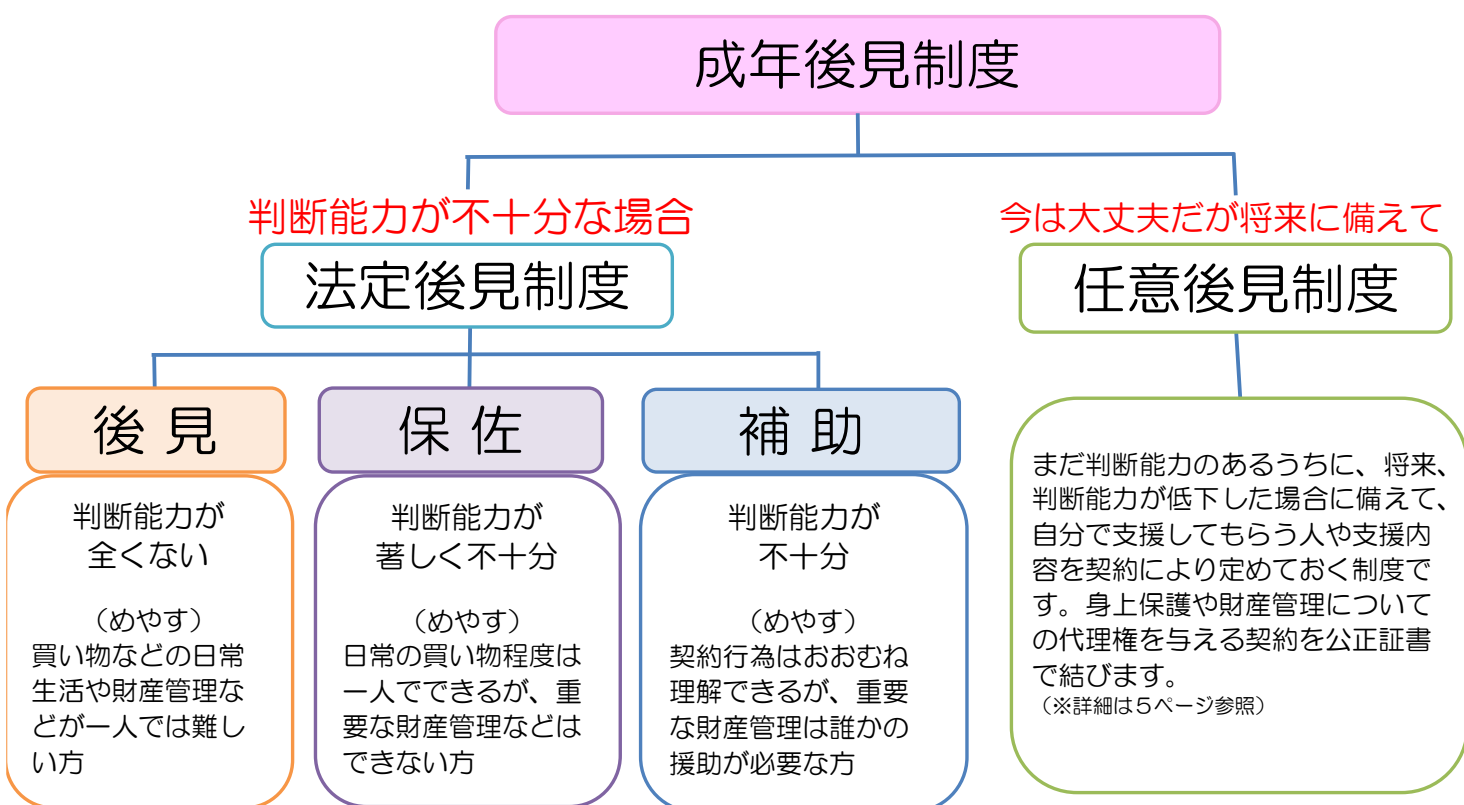 成年後見制度
判断能力が不十分な場合
法定後見制度
今は大丈夫だが将来に備えて
任意後見制度
後 見
判断能力が
全くない
（めやす）
買い物などの日常
生活や財産管理な
どが一人では難し
い方
保 佐
判断能力が
著しく不十分
（めやす）
日常の買い物程度は
一人でできるが、重
要な財産管理などは
できない方
補 助
判断能力が
不十分
（めやす）
契約行為はおおむね
理解できるが、重要
な財産管理は誰かの
援助が必要な方
まだ判断能力のあるうちに、将来、
判断能力が低下した場合に備えて、
自分で支援してもらう人や支援内
容を契約により定めておく制度で
す。身上保護や財産管理について
の代理権を与える契約を公正証書
で結びます。
（※詳細は５ページ参照）